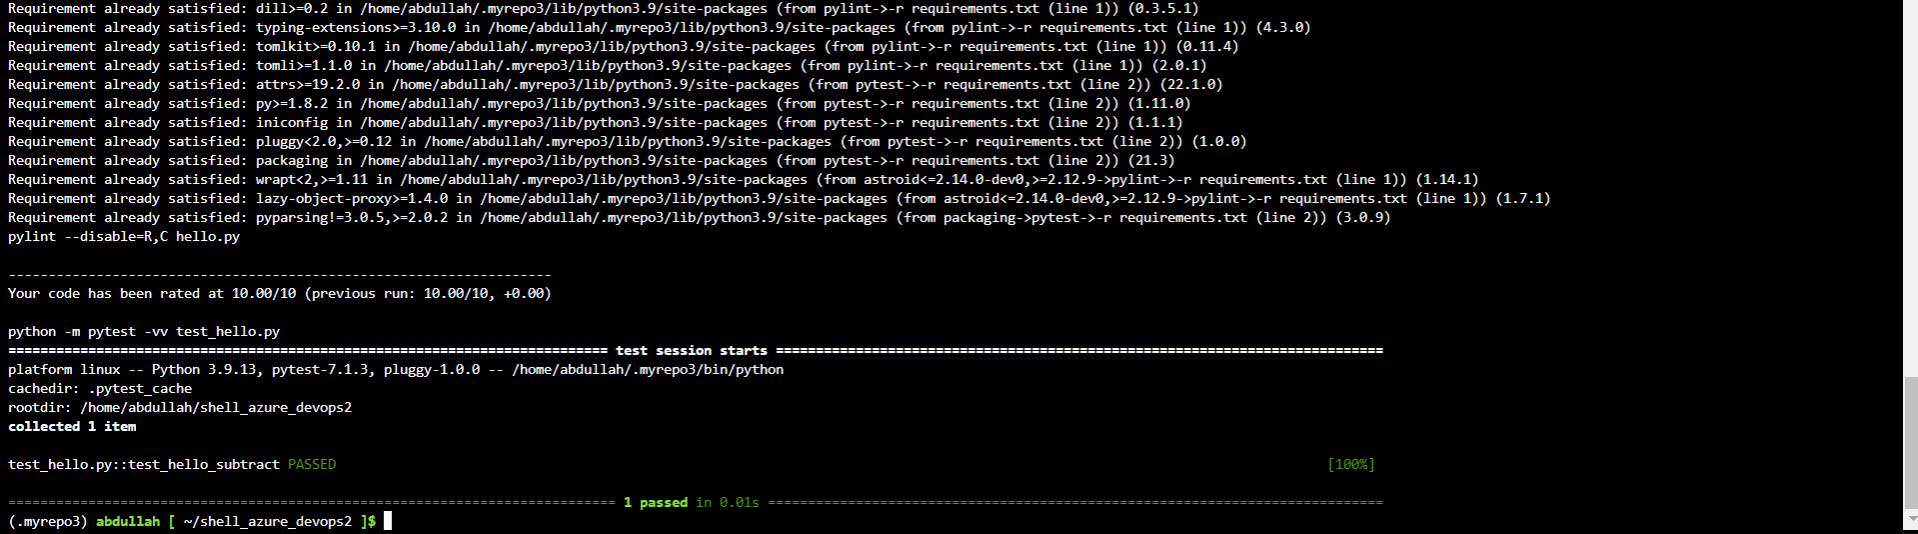 Requirement already satisfied: dill>=0.2 in /home/abdullah/.myrepo3/lib/python3.9/site-packages (from pylint->-r requirements.txt (line 1)) (0.3.5.1)
Requirement already satisfied: typing-extensions>=3.10.0 in /home/abdullah/.myrepo3/lib/python3.9/site-packages (from pylint->-r requirements.txt (line 1)) (4.3.0)
Requirement already satisfied: tomlkit>=0.10.1 in /home/abdullah/.myrepo3/lib/python3.9/site-packages (from pylint->-r requirements.txt (line 1)) (0.11.4)
Requirement already satisfied: tomli>=1.1.0 in /home/abdullah/.myrepo3/lib/python3.9/site-packages (from pylint->-r requirements.txt (line 1)) (2.0.1)
Requirement already satisfied: attrs>=19.2.0 in /home/abdullah/.myrepo3/lib/python3.9/site-packages (from pytest->-r requirements.txt (line 2)) (22.1.0)
Requirement already satisfied: py>=1.8.2 in /home/abdullah/.myrepo3/lib/python3.9/site-packages (from pytest->-r requirements.txt (line 2)) (1.11.0)
Requirement already satisfied: iniconfig in /home/abdullah/.myrepo3/lib/python3.9/site-packages (from pytest->-r requirements.txt (line 2)) (1.1.1)
Requirement already satisfied: pluggy<2.0,>=0.12 in /home/abdullah/.myrepo3/lib/python3.9/site-packages (from pytest->-r requirements.txt (line 2)) (1.0.0)
Requirement already satisfied: packaging in /home/abdullah/.myrepo3/lib/python3.9/site-packages (from pytest->-r requirements.txt (line 2)) (21.3)
Requirement already satisfied: wrapt<2,>=1.11 in /home/abdullah/.myrepo3/lib/python3.9/site-packages (from astroid<=2.14.0-dev0,>=2.12.9->pylint->-r requirements.txt (line 1)) (1.14.1)
Requirement already satisfied: lazy-object-proxy>=1.4.0 in /home/abdullah/.myrepo3/lib/python3.9/site-packages (from astroid<=2.14.0-dev0,>=2.12.9->pylint->-r requirements.txt (line 1)) (1.7.1)
Requirement already satisfied: pyparsing!=3.0.5,>=2.0.2 in /home/abdullah/.myrepo3/lib/python3.9/site-packages (from packaging->pytest->-r requirements.txt (line 2)) (3.0.9)
pylint --disable=R,C hello.py
--------------------------------------------------------------------
Your code has been rated at 10.00/10 (previous run: 10.00/10, +0.00)
python -m pytest -vv test_hello.py
=========================================================================== test session starts ============================================================================
platform linux -- Python 3.9.13, pytest-7.1.3, pluggy-1.0.0 -- /home/abdullah/.myrepo3/bin/python
cachedir: .pytest_cache
rootdir: /home/abdullah/shell_azure_devops2
collected 1 item
test_hello.py::test_hello_subtract PASSED [100%]
============================================================================ 1 passed in 0.01s =============================================================================
(.myrepo3) abdullah [ ~/shell_azure_devops2 ]$